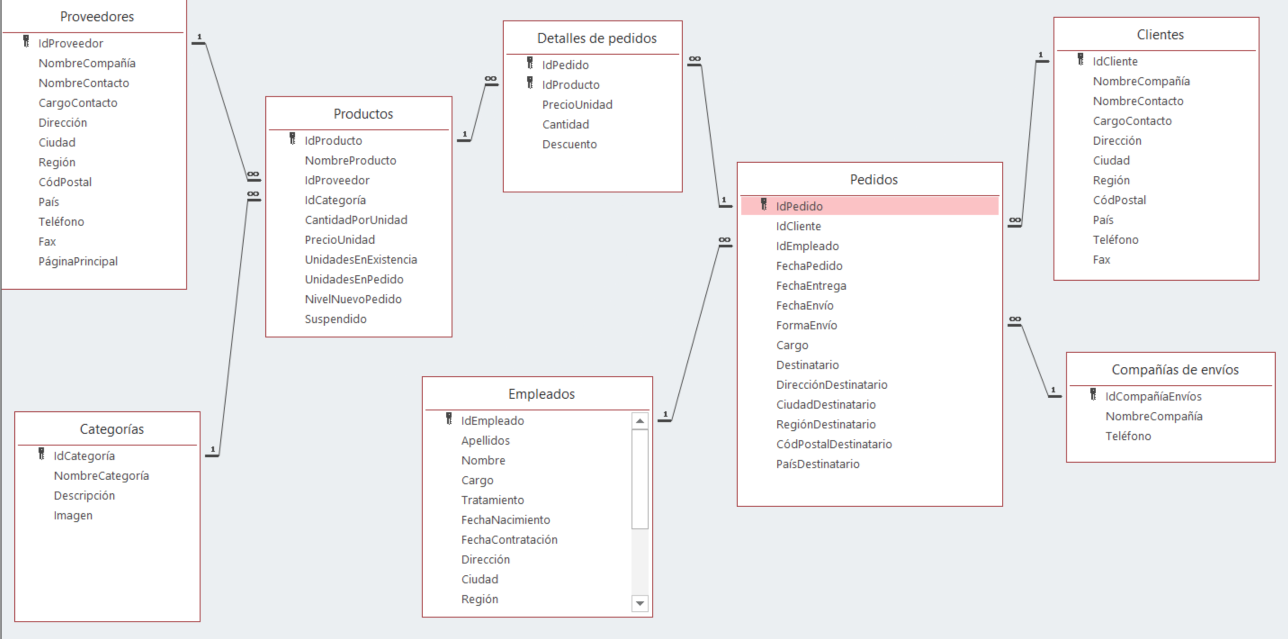 Proveedores
IdProveedor
NombreCompañía
NombreContacto
CargoContacto
Dirección
Ciudad
Región
CódPostal
País
Teléfono
Fax
PáginaPrincipal
1
∞
∞
Productos
IdProducto
NombreProducto
IdProveedor
IdCategoría
CantidadPorUnidad
PrecioUnidad
UnidadesEnExistencia
UnidadesEnPedido
NivelNuevoPedido
Suspendido
1
∞
Detalles de pedidos
IdPedido
IdProducto
PrecioUnidad
Cantidad
Descuento
∞
1
∞
Pedidos
IdPedido
IdCliente
IdEmpleado
FechaPedido
FechaEntrega
FechaEnvío
FormaEnvío
Cargo
Destinatario
DirecciónDestinatario
CiudadDestinatario
RegiónDestinatario
CódPostalDestinatario
PaísDestinatario
∞
1
Clientes
IdCliente
NombreCompañía
NombreContacto
CargoContacto
Dirección
Ciudad
Región
CódPostal
País
Teléfono
Fax
∞
1
Compañías de envíos
IdCompañíaEnvíos
NombreCompañía
Teléfono
Categorías
IdCategoría
NombreCategoría
Descripción
Imagen
1
Empleados
IdEmpleado
Apellidos
Nombre
Cargo
Tratamiento
FechaNacimiento
FechaContratación
Dirección
Ciudad
Región
1